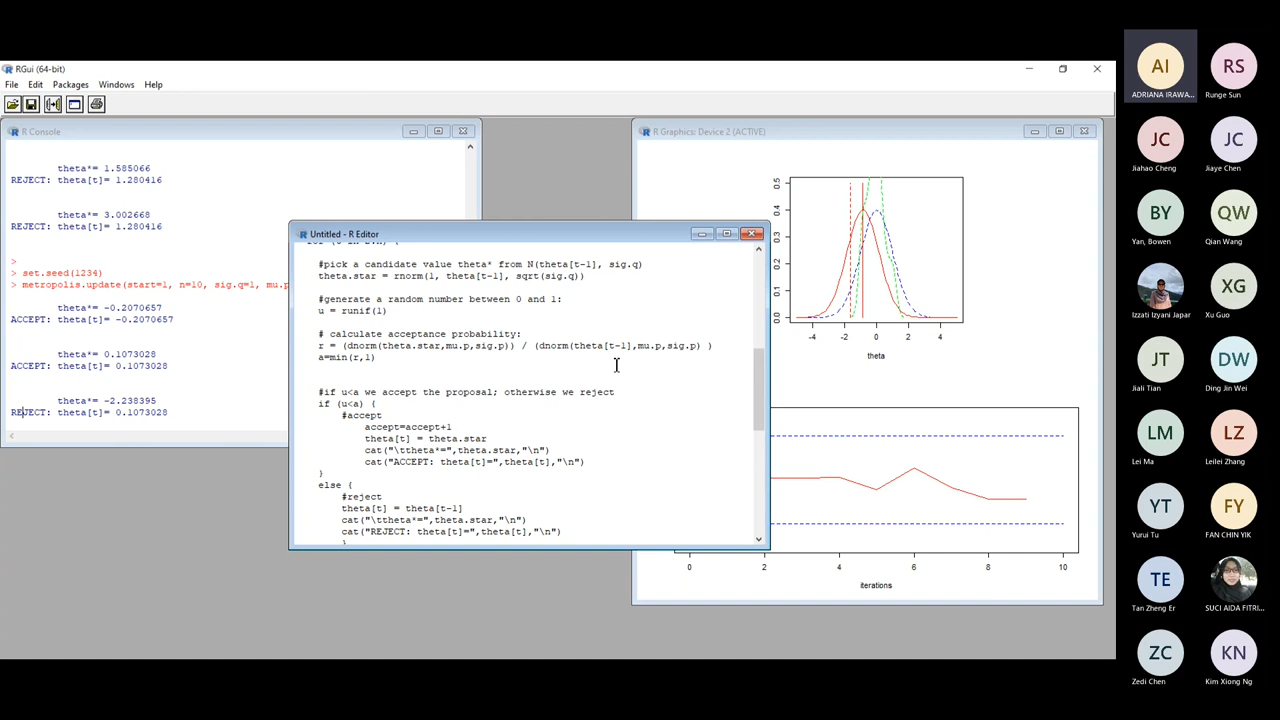 RGui (64-bit)
File Edit Packages Windows Help
R Console
theta*= 1.585066
REJECT: theta[t]= 1.280416
theta*= 3.002668
REJECT: theta[t]= 1.280416
>
> set.seed(1234)
> metropolis.update(start=1, n=10, sig.q=1, mu.p
theta*= -0.2070657
ACCEPT: theta[t]= -0.2070657
theta*= 0.1073028
ACCEPT: theta[t]= 0.1073028
theta*= -2.238395
REJECT: theta[t]= 0.1073028
Untitled - R Editor
#pick a candidate value theta* from N(theta[t-1], sig.q)
theta.star = rnorm(1, theta[t-1], sqrt(sig.q))
#generate a random number between 0 and 1:
u = runif(1)
# calculate acceptance probability:
r = (dnorm(theta.star,mu.p,sig.p)) / (dnorm(theta[t-1],mu.p,sig.p) )
a=min(r,1)
#if u<a we accept the proposal; otherwise we reject
if (u<a) {
#accept
accept=accept+1
theta[t] = theta.star
cat("\ttheta*=",theta.star,"\n")
cat("ACCEPT: theta[t]=",theta[t],"\n")
}
else {
#reject
theta[t] = theta[t-1]
cat("\ttheta*=",theta.star,"\n")
cat("REJECT: theta[t]=",theta[t],"\n")
}
R Graphics: Device 2 (ACTIVE)
0.5
0.4
0.3
0.2
0.1
0.0
-4 -2 0 2 4
theta
0 2 4 6 8 10
iterations
AI RS
ADRIANA IRAWA... Runge Sun
JC JC
Jiahao Cheng Jiaye Chen
BY QW
Yan, Bowen Qian Wang
XG
Izzati Izyani Japar Xu Guo
JT DW
Jiali Tian Ding Jin Wei
LM LZ
Lei Ma Leilei Zhang
YT FY
Yurui Tu FAN CHIN YIK
TE
Tan Zheng Er SUCI AIDA FITRI...
ZC KN
Zedi Chen Kim Xiong Ng